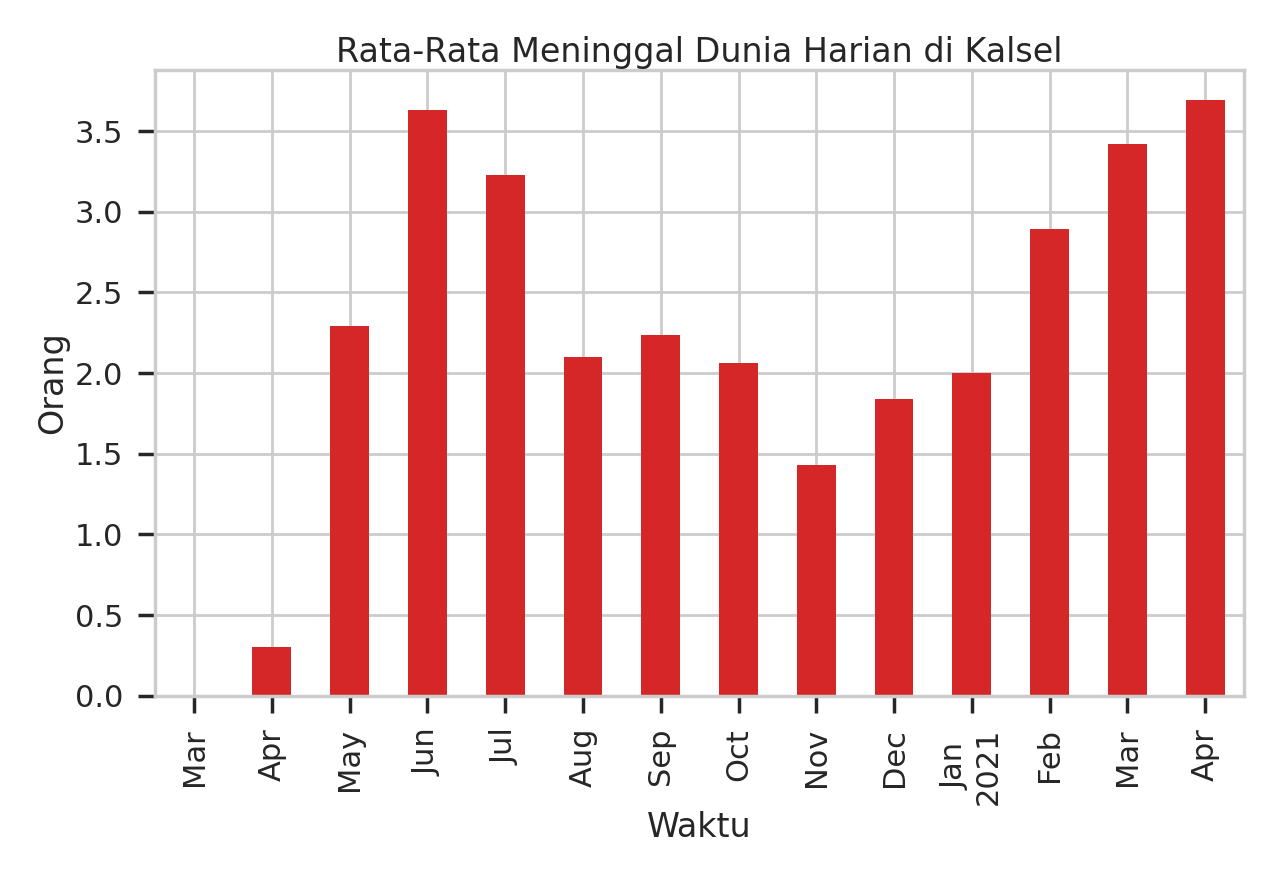 Rata-Rata Meninggal Dunia Harian di Kalsel
Orang
3.5
3.0
2.5
2.0
1.5
1.0
0.5
0.0
Mar
Apr
May
Jun
Jul
Aug
Sep
Oct
Nov
Dec
Jan
2021
Feb
Mar
Apr
Waktu